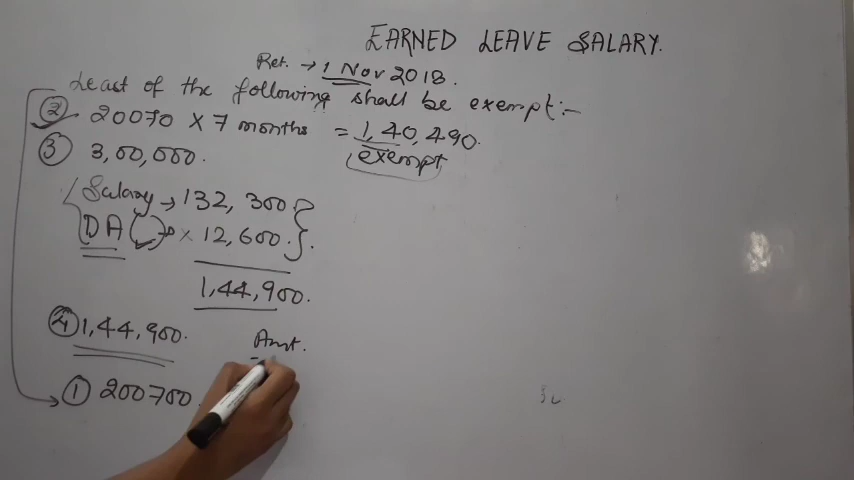 EARNED LEAVE SALARY.
Ret. → 1 Nov 2018.
Least of the following shall be exempt:-
② 20070 X 7 months = 1,40,490.
exempt
③ 3,00,000.
Salary → 132,300
DA ( ) × 12,600.
1,44,900.
④ 1,44,900.
Amt.
① 200700.